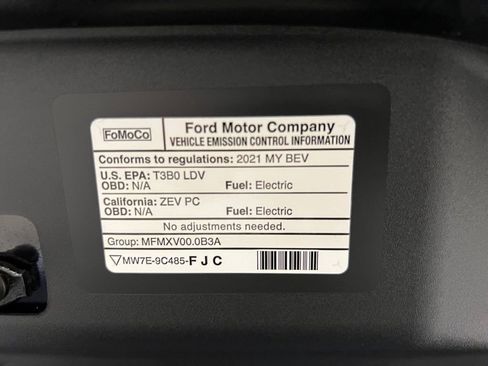 FoMoCo
Ford Motor Company
VEHICLE EMISSION CONTROL INFORMATION
Conforms to regulations: 2021 MY BEV
U.S. EPA: T3B0 LDV
OBD: N/A Fuel: Electric
California: ZEV PC
OBD: N/A Fuel: Electric
No adjustments needed.
Group: MFMXV00.0B3A
▽MW7E-9C485-F J C